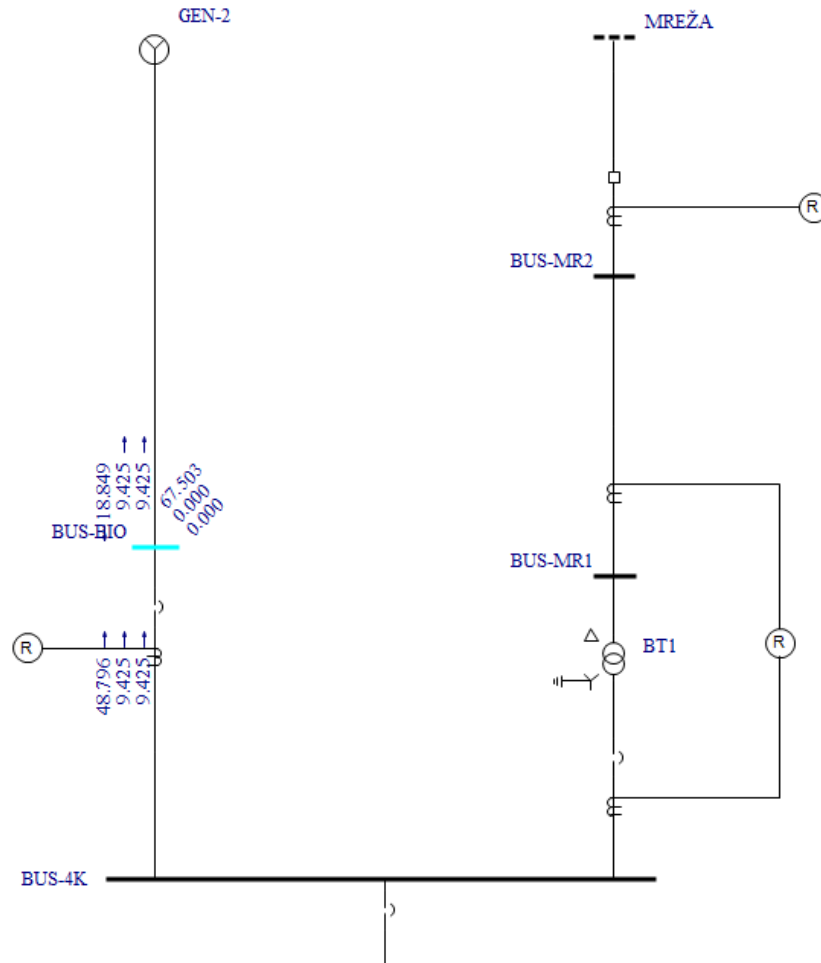 GEN-2
MREŽA
R
BUS-MR2
18.849
9.425
9.425
67.503
0.000
0.000
BUS-BIO
BUS-MR1
R
48.796
9.425
9.425
BT1
R
BUS-4K